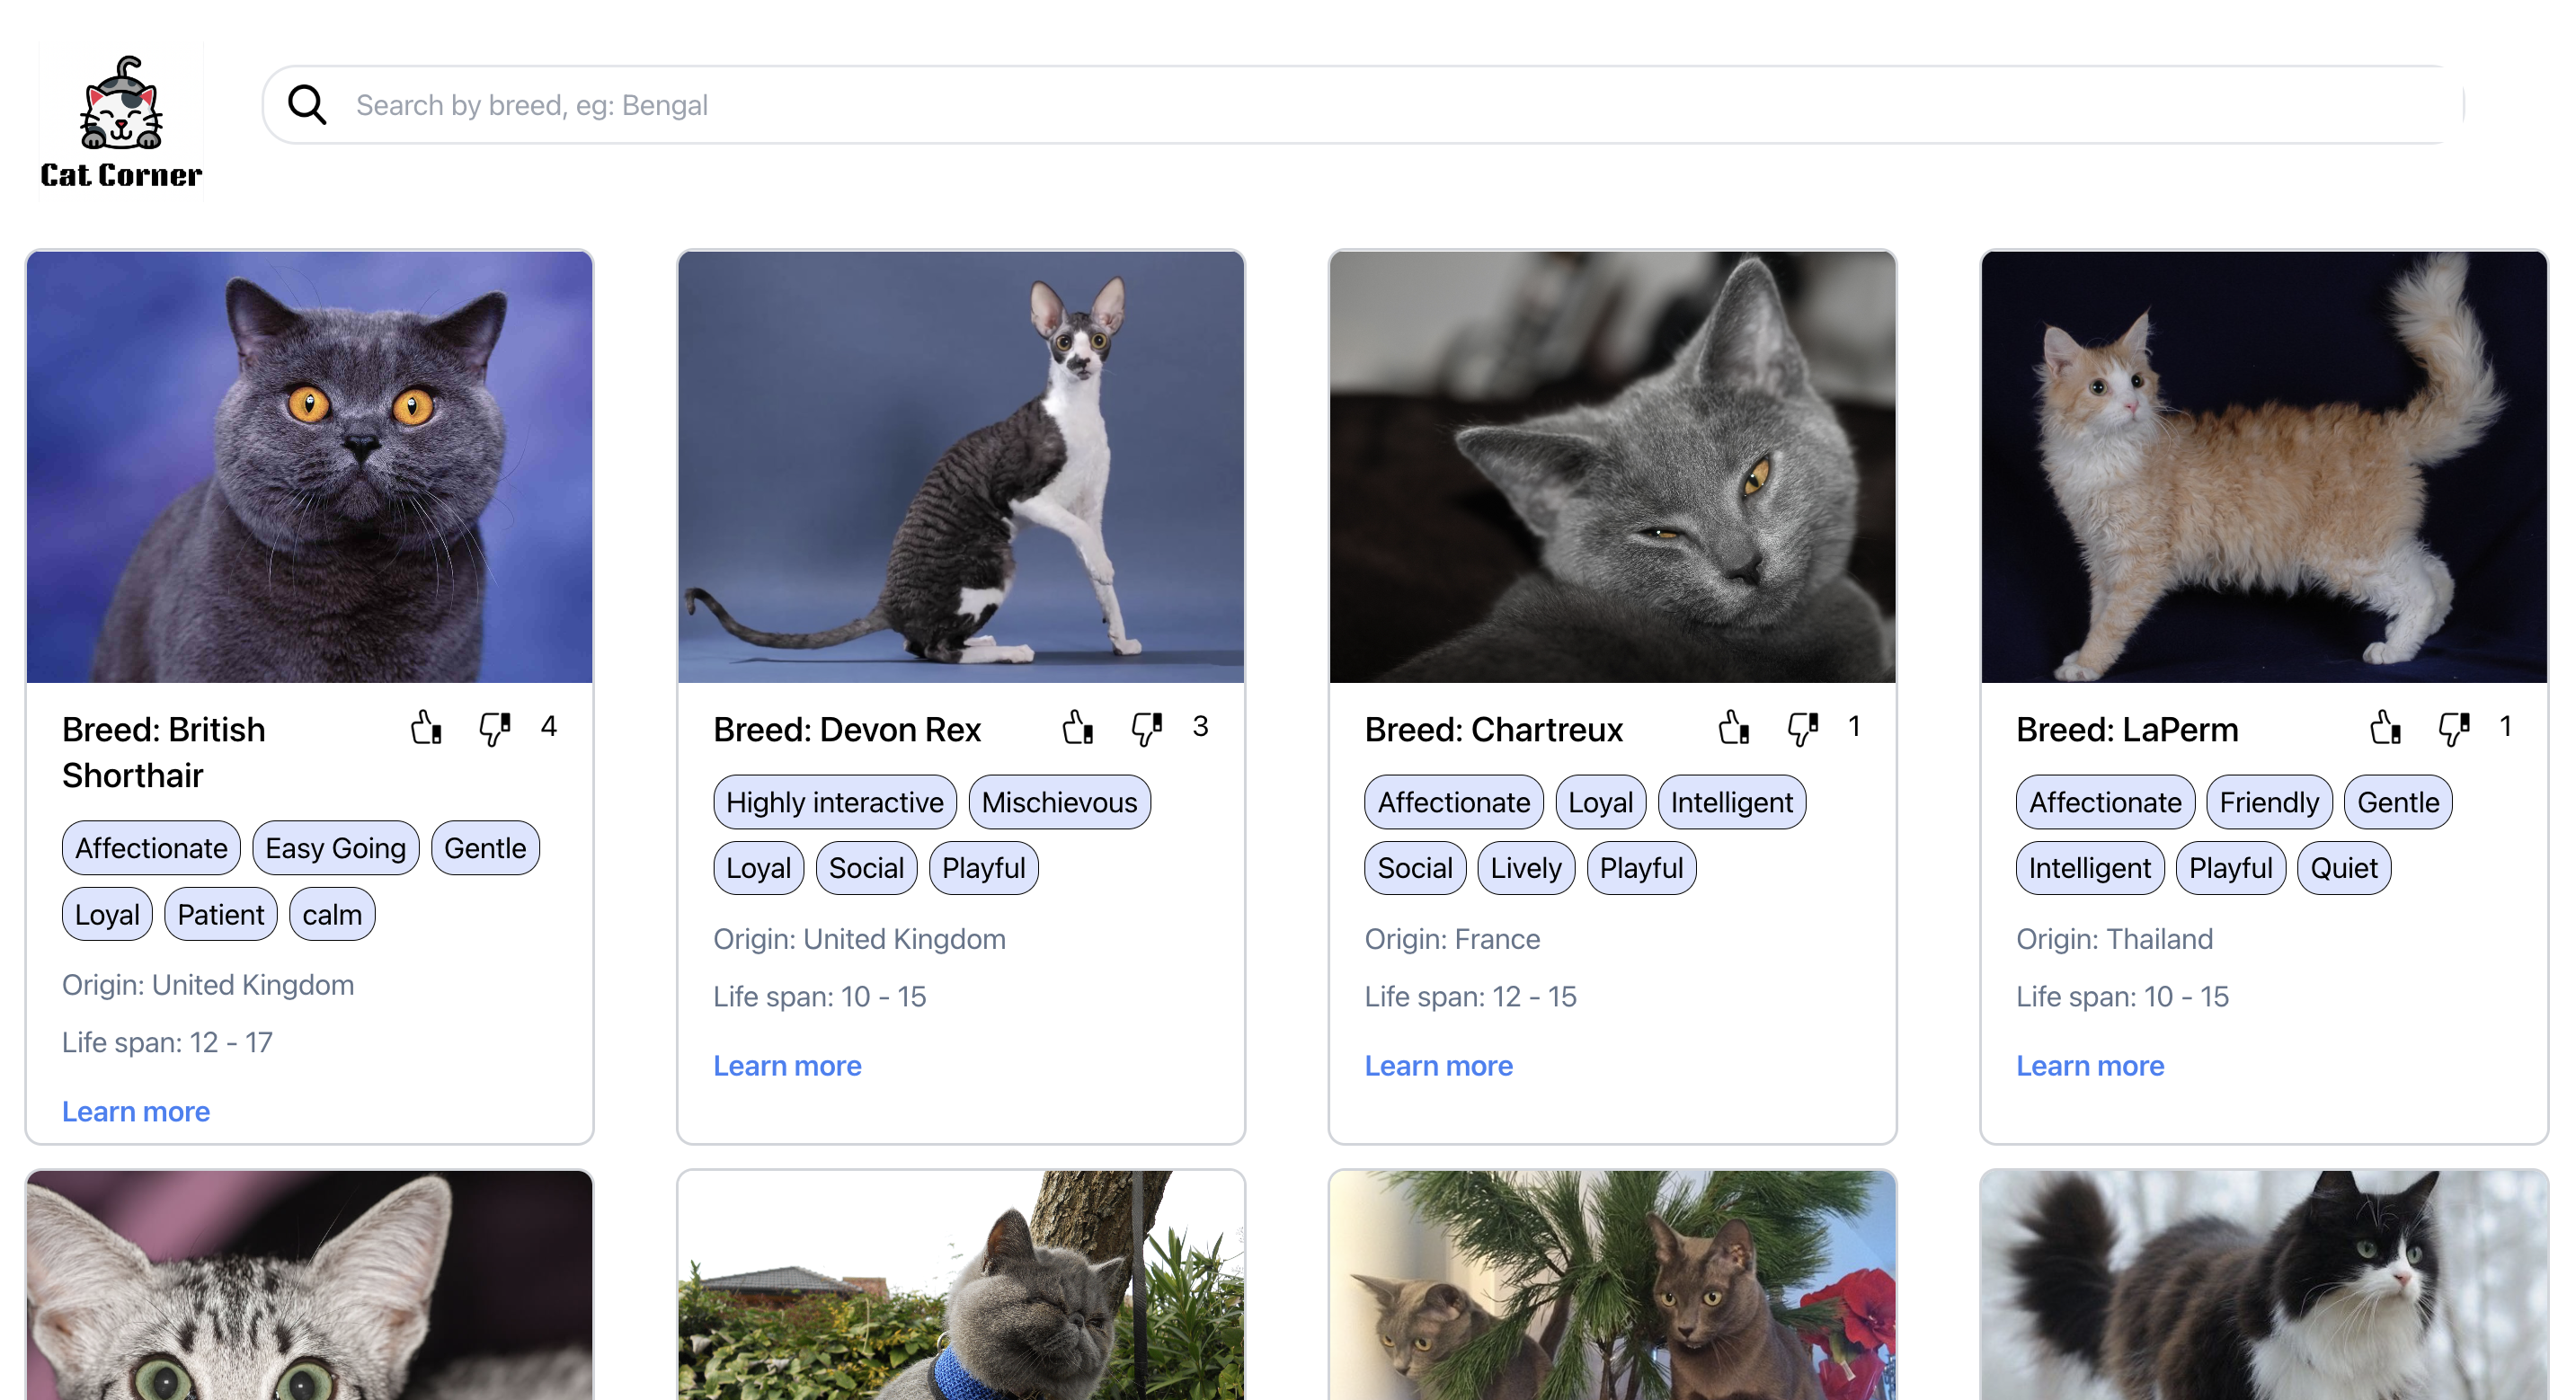 Cat Corner
Search by breed, eg: Bengal
Breed: British
Shorthair
4
Affectionate Easy Going Gentle
Loyal Patient calm
Origin: United Kingdom
Life span: 12 - 17
Learn more
Breed: Devon Rex
3
Highly interactive Mischievous
Loyal Social Playful
Origin: United Kingdom
Life span: 10 - 15
Learn more
Breed: Chartreux
1
Affectionate Loyal Intelligent
Social Lively Playful
Origin: France
Life span: 12 - 15
Learn more
Breed: LaPerm
1
Affectionate Friendly Gentle
Intelligent Playful Quiet
Origin: Thailand
Life span: 10 - 15
Learn more